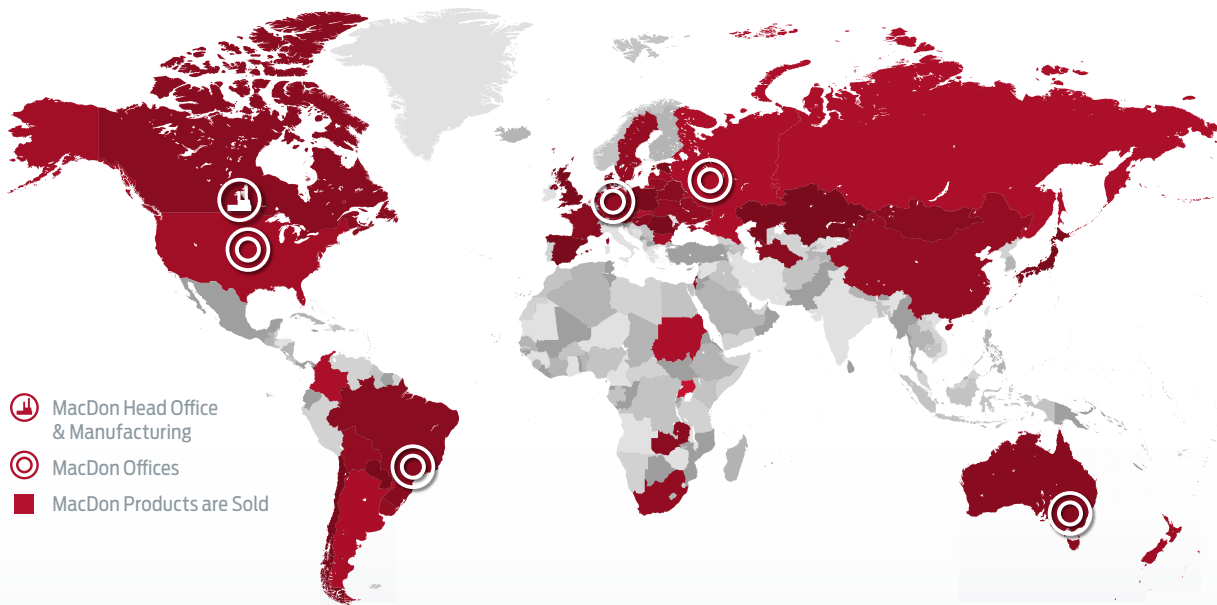 MacDon Head Office
& Manufacturing
MacDon Offices
MacDon Products are Sold